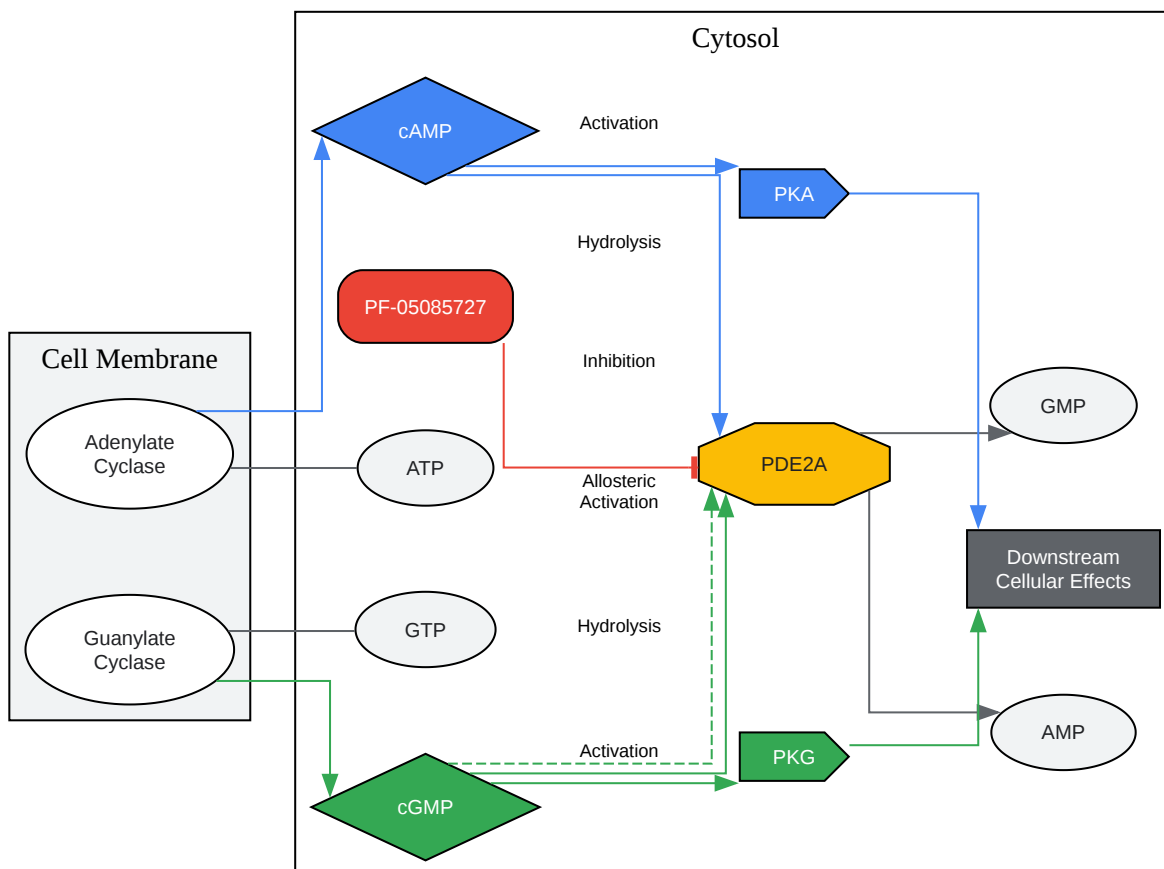 Cytosol
cAMP
Activation
PKA
Hydrolysis
PF-05085727
Inhibition
Cell Membrane
Adenylate
Cyclase
ATP
Allosteric
Activation
PDE2A
GMP
Downstream
Cellular Effects
Guanylate
Cyclase
GTP
Hydrolysis
Activation
PKG
AMP
cGMP